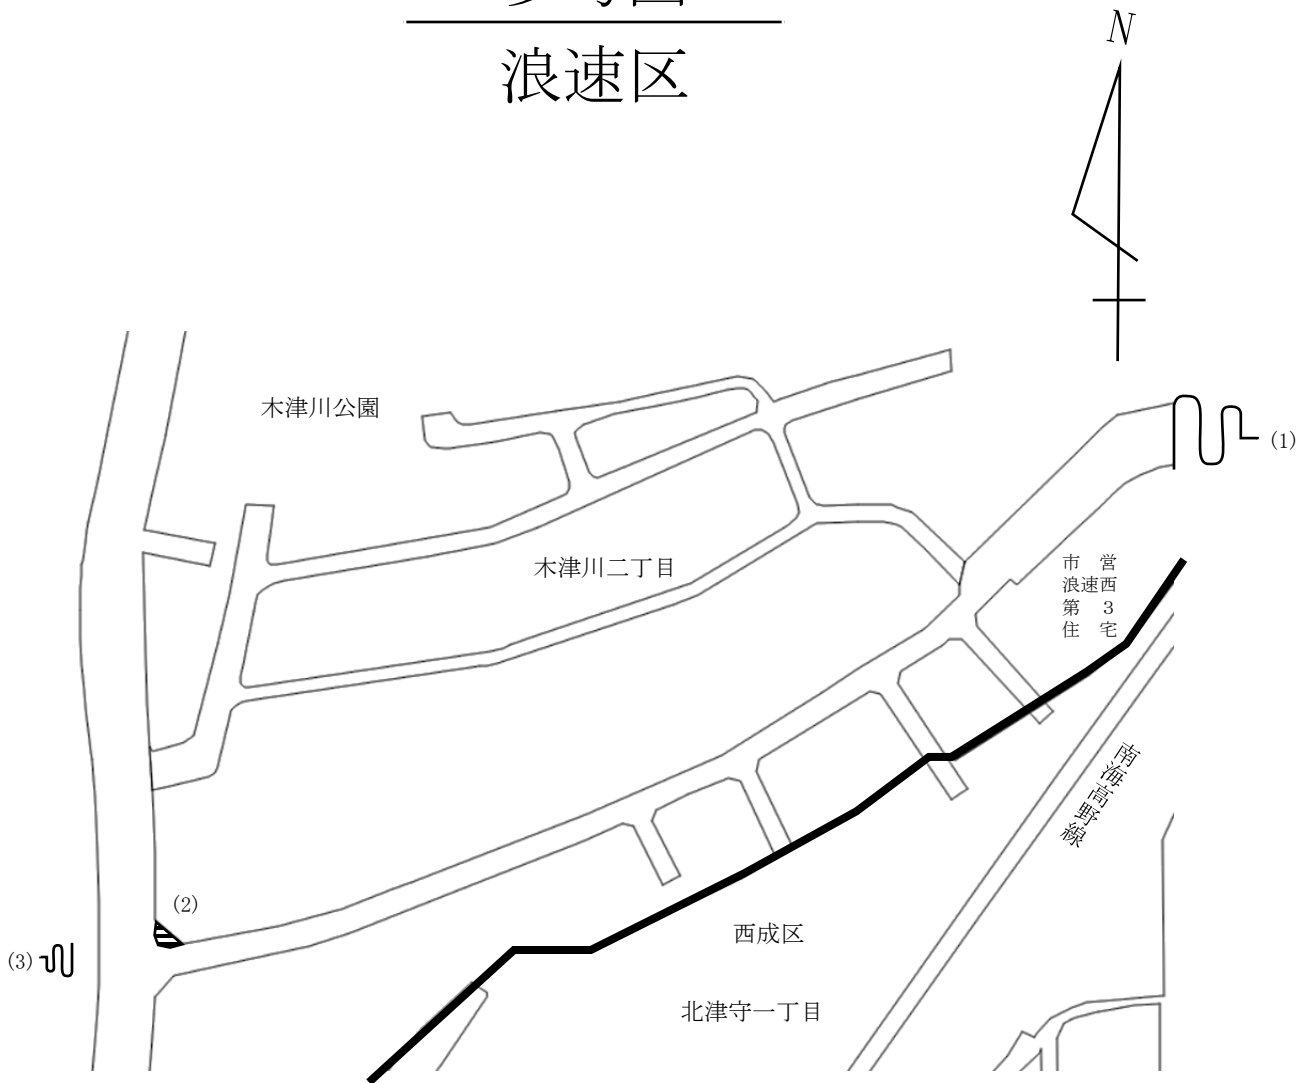 浪速区
N
木津川公園
(1)
木津川二丁目
市 営
浪速西
第 3
住 宅
南海高野線
(2)
西成区
(3)
北津守一丁目